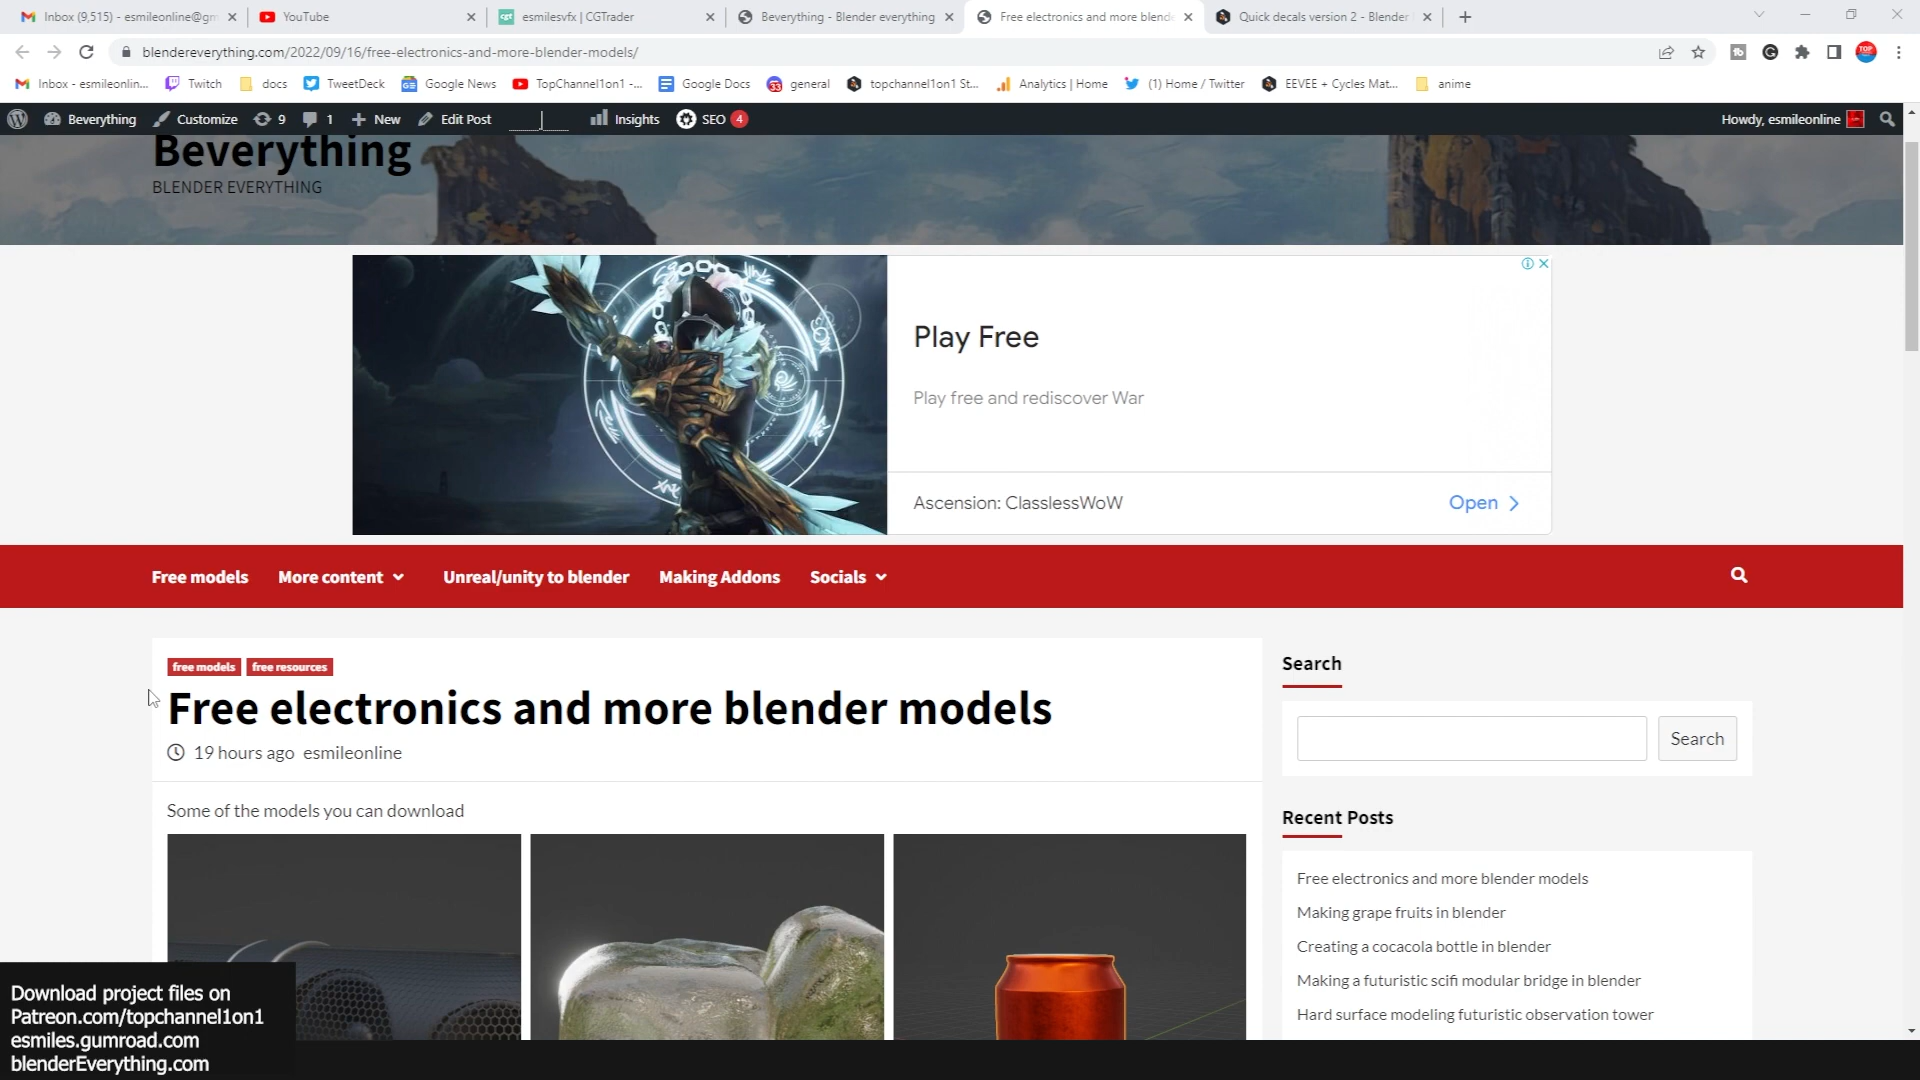 Inbox (9,515) - esmileonline@gm
YouTube
esmilesvfx | CGTrader
Beverything - Blender everything
Free electronics and more blende
Quick decals version 2 - Blender
blendereverything.com/2022/09/16/free-electronics-and-more-blender-models/
Inbox - esmileonlin...
Twitch
docs
TweetDeck
Google News
TopChannel1on1 -...
Google Docs
general
topchannel1on1 St...
Analytics | Home
(1) Home / Twitter
EEVEE + Cycles Mat...
anime
Beverything
Customize
9
1
New
Edit Post
Insights
SEO 4
Howdy, esmileonline
Beverything
BLENDER EVERYTHING
Play Free
Play free and rediscover War
Ascension: ClasslessWoW
Open
Free models
More content
Unreal/unity to blender
Making Addons
Socials
free models
free resources
Free electronics and more blender models
19 hours ago esmileonline
Some of the models you can download
Search
Search
Recent Posts
Free electronics and more blender models
Making grape fruits in blender
Creating a cocacola bottle in blender
Making a futuristic scifi modular bridge in blender
Hard surface modeling futuristic observation tower
Download project files on
Patreon.com/topchannel1on1
esmiles.gumroad.com
blenderEverything.com